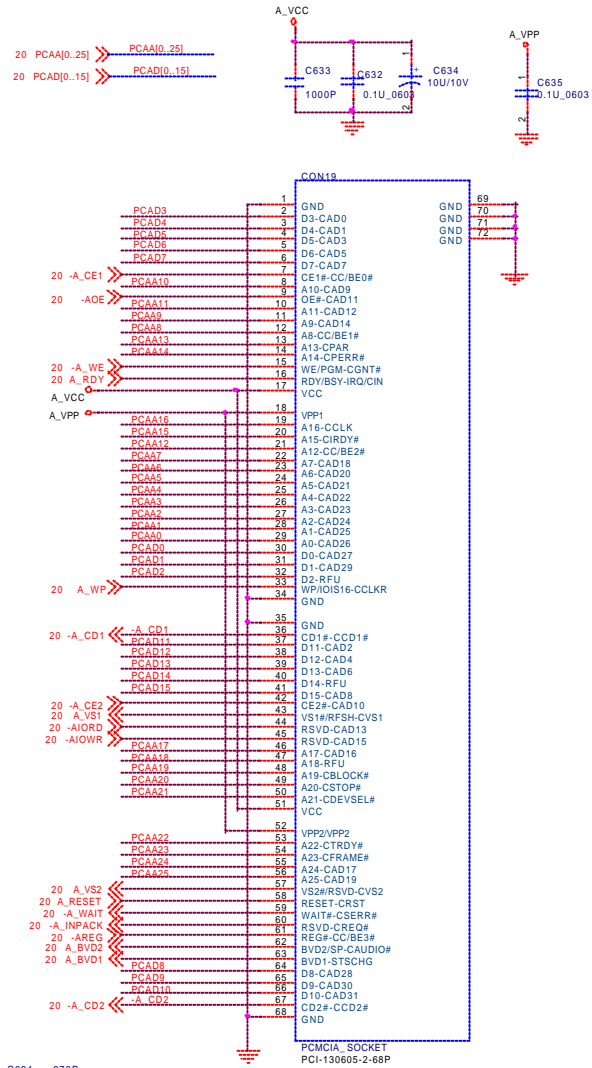 A_VCC
A_VPP
20 PCAA[0..25] PCAA[0..25]
20 PCAD[0..15] PCAD[0..15]
C633
1000P
C632
0.1U_0603
1
+
C634
10U/10V
2
1
C635
0.1U_0603
2
CON19
1 GND GND 69
PCAD3 2 D3-CAD0 GND 70
PCAD4 3 D4-CAD1 GND 71
PCAD5 4 D5-CAD3 GND 72
PCAD6 5 D6-CAD5
PCAD7 6 D7-CAD7
20 -A_CE1 7 CE1#-CC/BE0#
PCAA10 8 A10-CAD9
20 -AOE 9 OE#-CAD11
PCAA11 10 A11-CAD12
PCAA9 11 A9-CAD14
PCAA8 12 A8-CC/BE1#
PCAA13 13 A13-CPAR
PCAA14 14 A14-CPERR#
20 -A_WE 15 WE/PGM-CGNT#
20 A_RDY 16 RDY/BSY-IRQ/CIN
A_VCC 17 VCC
A_VPP 18 VPP1
PCAA16 19 A16-CCLK
PCAA15 20 A15-CIRDY#
PCAA12 21 A12-CC/BE2#
PCAA7 22 A7-CAD18
PCAA6 23 A6-CAD20
PCAA5 24 A5-CAD21
PCAA4 25 A4-CAD22
PCAA3 26 A3-CAD23
PCAA2 27 A2-CAD24
PCAA1 28 A1-CAD25
PCAA0 29 A0-CAD26
PCAD0 30 D0-CAD27
PCAD1 31 D1-CAD29
PCAD2 32 D2-RFU
20 A_WP 33 WP/IOIS16-CCLKR
34 GND
35 GND
20 -A_CD1 -A_CD1 36 CD1#-CCD1#
PCAD11 37 D11-CAD2
PCAD12 38 D12-CAD4
PCAD13 39 D13-CAD6
PCAD14 40 D14-RFU
PCAD15 41 D15-CAD8
20 -A_CE2 42 CE2#-CAD10
20 A_VS1 43 VS1#/RFSH-CVS1
20 -AIORD 44 RSVD-CAD13
20 -AIOWR 45 RSVD-CAD15
PCAA17 46 A17-CAD16
PCAA18 47 A18-RFU
PCAA19 48 A19-CBLOCK#
PCAA20 49 A20-CSTOP#
PCAA21 50 A21-CDEVSEL#
51 VCC
52 VPP2/VPP2
PCAA22 53 A22-CTRDY#
PCAA23 54 A23-CFRAME#
PCAA24 55 A24-CAD17
PCAA25 56 A25-CAD19
20 A_VS2 57 VS2#/RSVD-CVS2
20 A_RESET 58 RESET-CRST
20 -A_WAIT 59 WAIT#-CSERR#
20 -A_INPACK 60 RSVD-CREQ#
20 -AREG 61 REG#-CC/BE3#
20 A_BVD2 62 BVD2/SP-CAUDIO#
20 A_BVD1 63 BVD1-STSCHG
PCAD8 64 D8-CAD28
PCAD9 65 D9-CAD30
PCAD10 66 D10-CAD31
20 -A_CD2 -A_CD2 67 CD2#-CCD2#
68 GND
PCMCIA_SOCKET
PCI-130605-2-68P